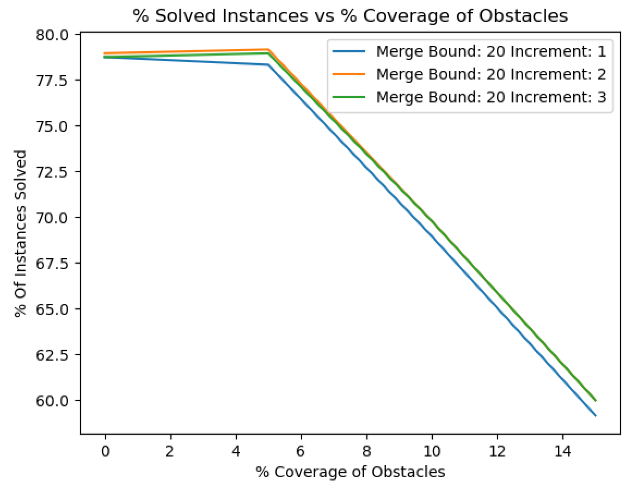 % Solved Instances vs % Coverage of Obstacles
Merge Bound: 20 Increment: 1
Merge Bound: 20 Increment: 2
Merge Bound: 20 Increment: 3
% Of Instances Solved
80.0
77.5
75.0
72.5
70.0
67.5
65.0
62.5
60.0
0 2 4 6 8 10 12 14
% Coverage of Obstacles